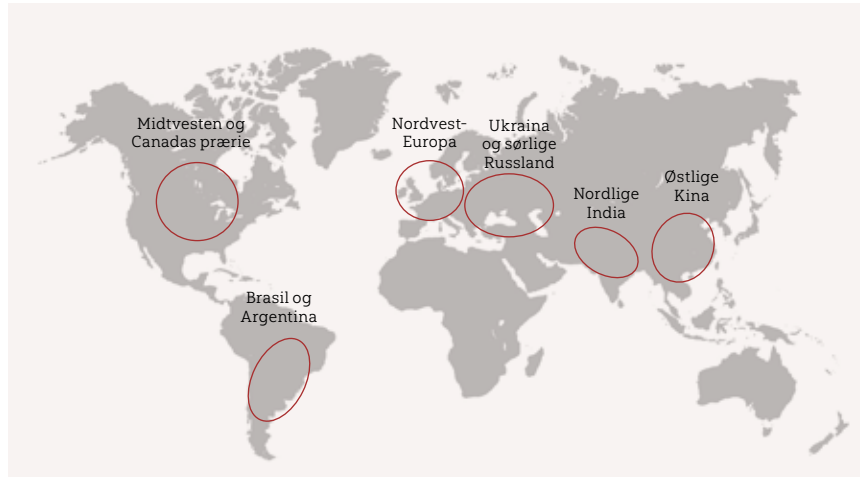 Midtvesten og
Canadas prærie
Nordvest-
Europa
Ukraina
og sørlige
Russland
Nordlige
India
Østlige
Kina
Brasil og
Argentina